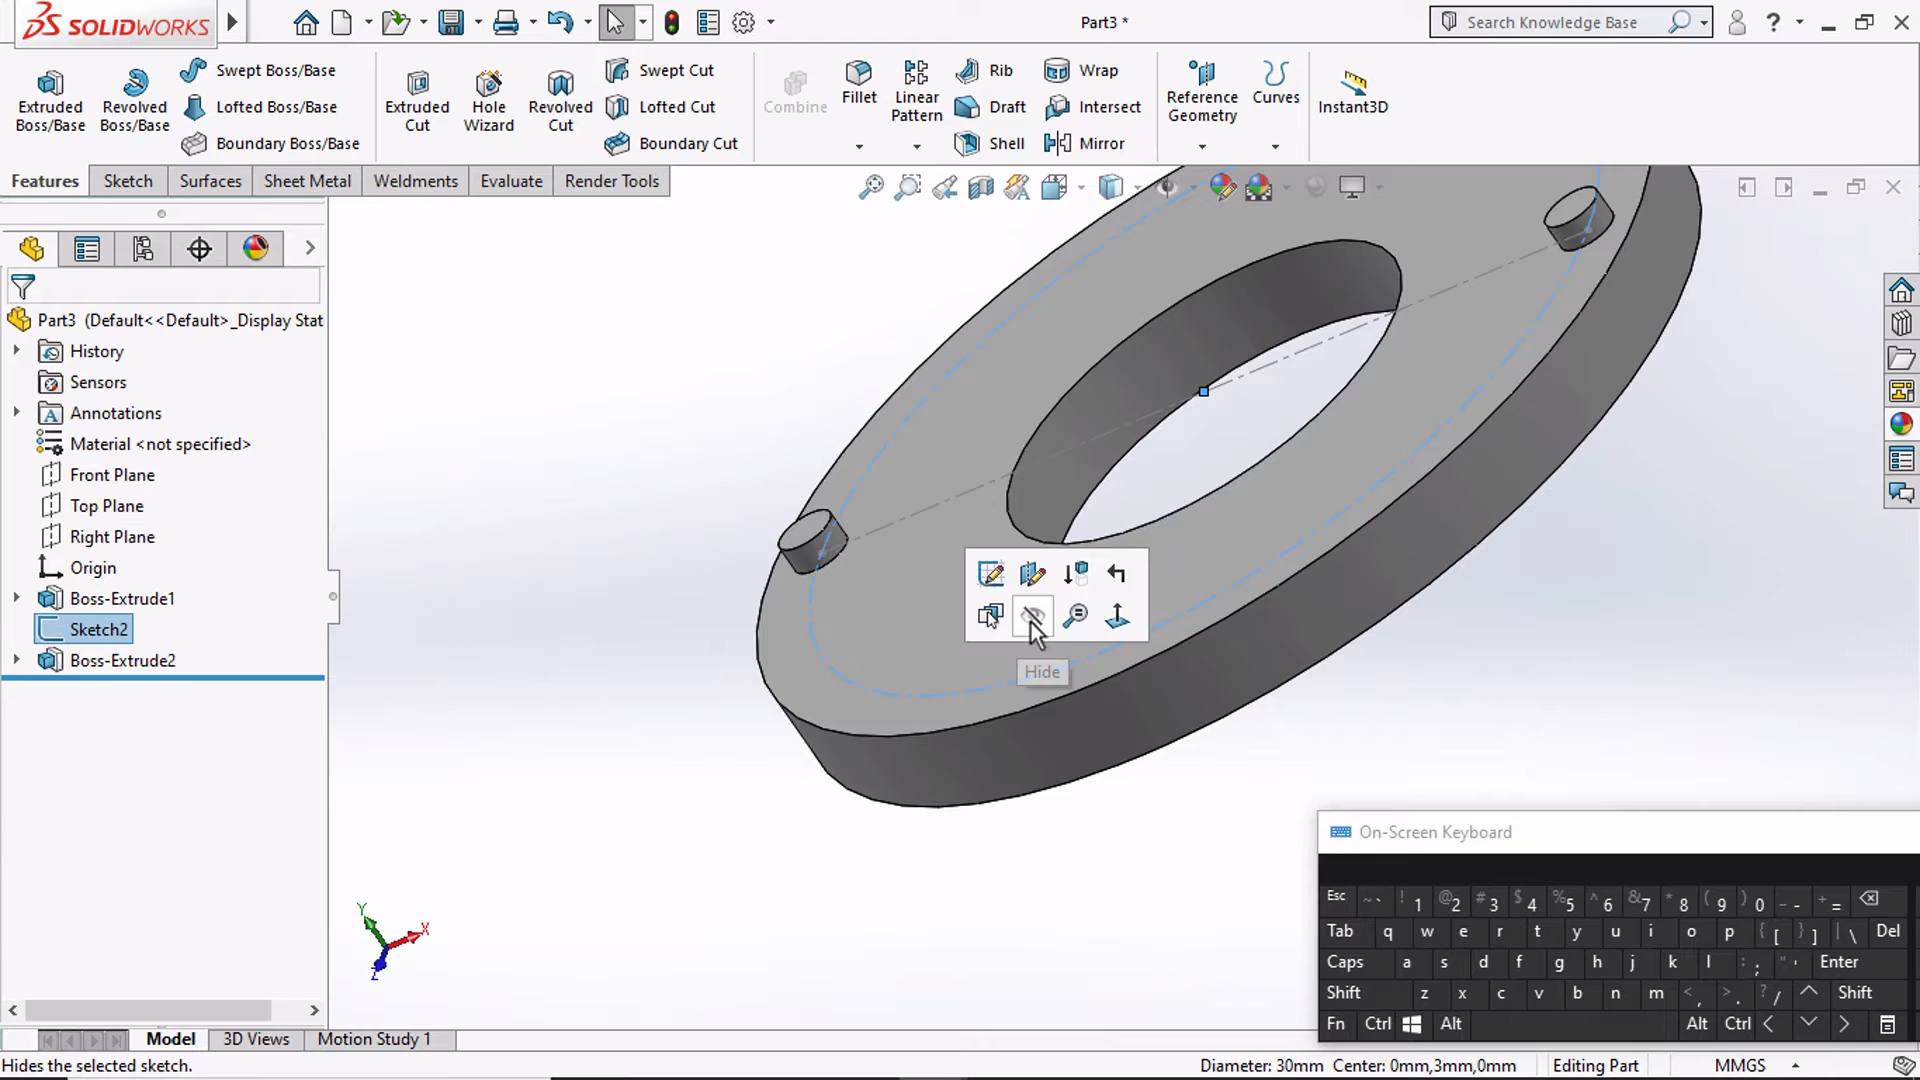 SOLIDWORKS
Part3 *
Search Knowledge Base
Extruded Boss/Base
Revolved Boss/Base
Swept Boss/Base
Lofted Boss/Base
Boundary Boss/Base
Extruded Cut
Hole Wizard
Revolved Cut
Swept Cut
Lofted Cut
Boundary Cut
Combine
Fillet
Linear Pattern
Rib
Draft
Shell
Wrap
Intersect
Mirror
Reference Geometry
Curves
Instant3D
Features
Sketch
Surfaces
Sheet Metal
Weldments
Evaluate
Render Tools
Part3 (Default<<Default>_Display Stat
History
Sensors
Annotations
Material <not specified>
Front Plane
Top Plane
Right Plane
Origin
Boss-Extrude1
Sketch2
Boss-Extrude2
Hide
Y
X
Z
On-Screen Keyboard
Esc ~ ` ! 1 @ 2 # 3 $ 4 % 5 ^ 6 & 7 * 8 ( 9 ) 0 - - + =
Tab q w e r t y u i o p { [ } ] | \ Del
Caps a s d f g h j k l : ; " ' Enter
Shift z x c v b n m < , > . ? / Shift
Fn Ctrl Alt Alt Ctrl
Model
3D Views
Motion Study 1
Hides the selected sketch.
Diameter: 30mm Center: 0mm,3mm,0mm
Editing Part
MMGS